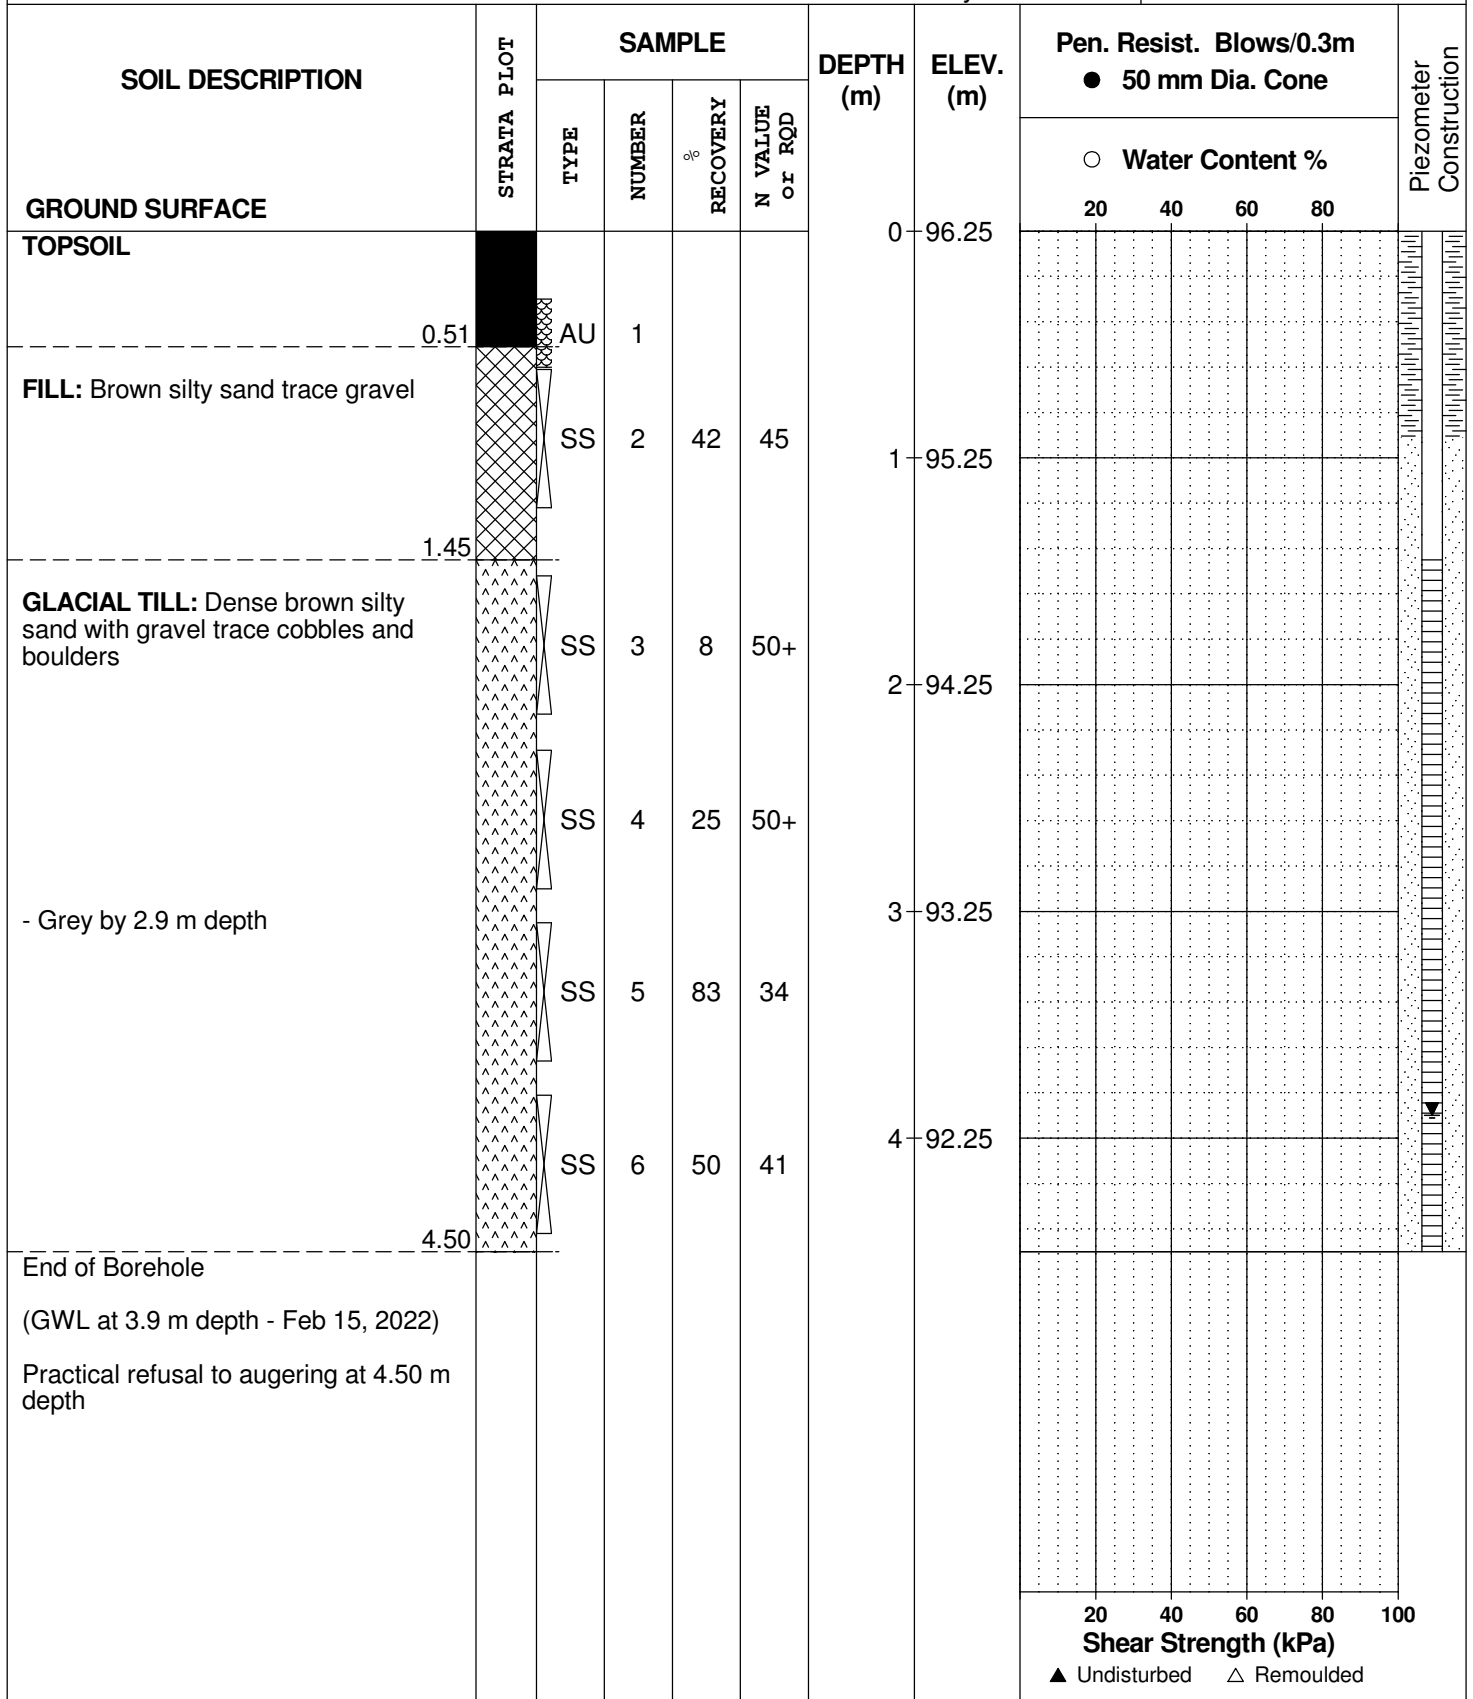 SOIL DESCRIPTION
GROUND SURFACE
STRATA PLOT
SAMPLE
TYPE
NUMBER
%
RECOVERY
N VALUE
or RQD
DEPTH
(m)
ELEV.
(m)
Pen. Resist. Blows/0.3m
● 50 mm Dia. Cone
○ Water Content %
20 40 60 80
Piezometer
Construction
0 96.25
TOPSOIL
0.51 AU 1
FILL: Brown silty sand trace gravel
SS 2 42 45
1 95.25
1.45
GLACIAL TILL: Dense brown silty
sand with gravel trace cobbles and
boulders
SS 3 8 50+
2 94.25
SS 4 25 50+
- Grey by 2.9 m depth
3 93.25
SS 5 83 34
4 92.25
SS 6 50 41
4.50
End of Borehole
(GWL at 3.9 m depth - Feb 15, 2022)
Practical refusal to augering at 4.50 m
depth
20 40 60 80 100
Shear Strength (kPa)
▲ Undisturbed △ Remoulded